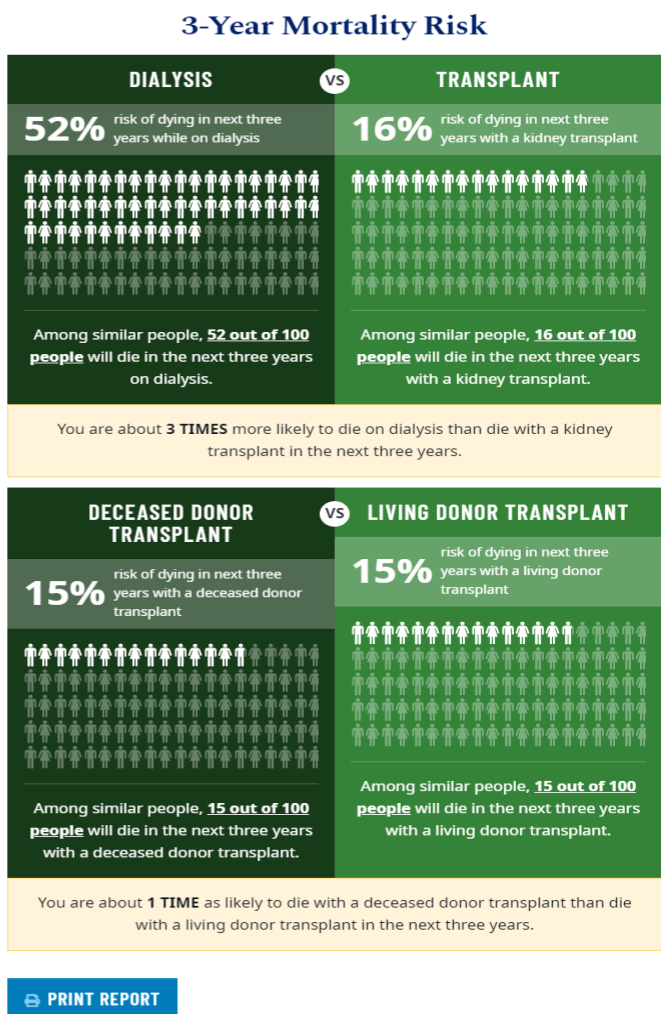 3-Year Mortality Risk
DIALYSIS
VS
TRANSPLANT
52%
risk of dying in next three
years while on dialysis
16%
risk of dying in next three
years with a kidney transplant
Among similar people, 52 out of 100
people will die in the next three years
on dialysis.
Among similar people, 16 out of 100
people will die in the next three years
with a kidney transplant.
You are about 3 TIMES more likely to die on dialysis than die with a kidney
transplant in the next three years.
DECEASED DONOR
TRANSPLANT
VS
LIVING DONOR TRANSPLANT
15%
risk of dying in next three
years with a deceased donor
transplant
15%
risk of dying in next three
years with a living donor
transplant
Among similar people, 15 out of 100
people will die in the next three years
with a deceased donor transplant.
Among similar people, 15 out of 100
people will die in the next three years
with a living donor transplant.
You are about 1 TIME as likely to die with a deceased donor transplant than die
with a living donor transplant in the next three years.
PRINT REPORT